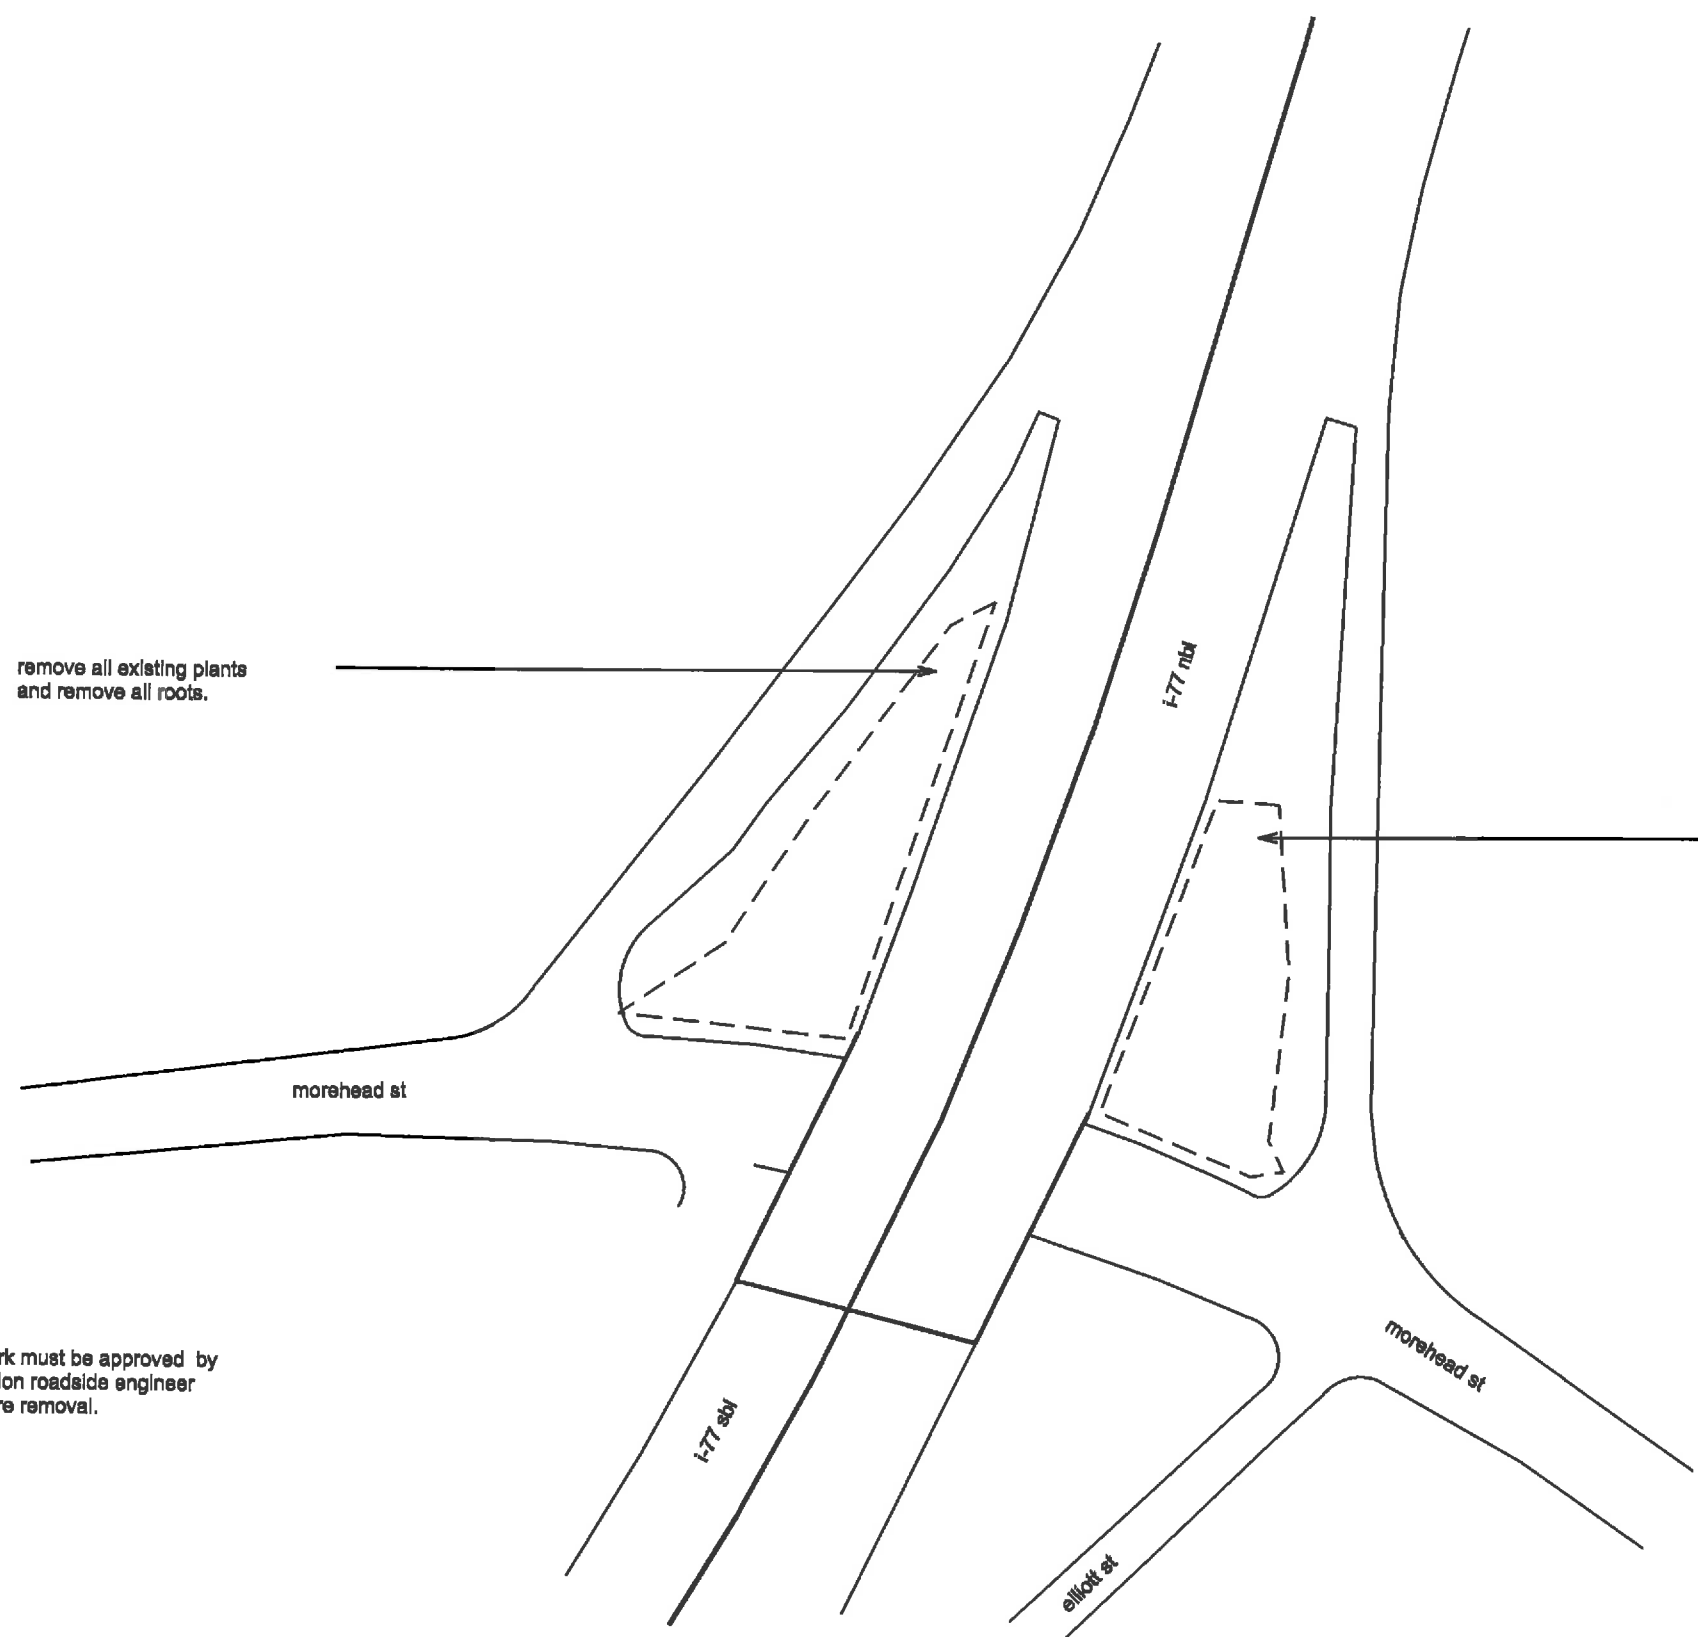 remove all existing plants
and remove all roots.
i-77 nbl
morehead st
rk must be approved by
ion roadside engineer
re removal.
morehead st
i-77 sbl
elliott st